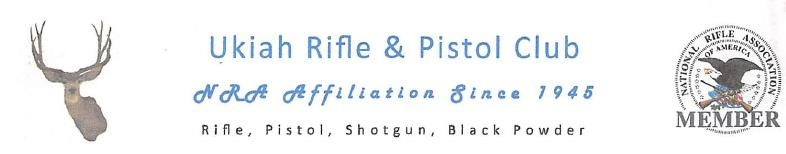 Ukiah Rifle & Pistol Club
NRA Affiliation Since 1945
Rifle, Pistol, Shotgun, Black Powder
NATIONAL RIFLE ASSOCIATION
OF AMERICA
MEMBER